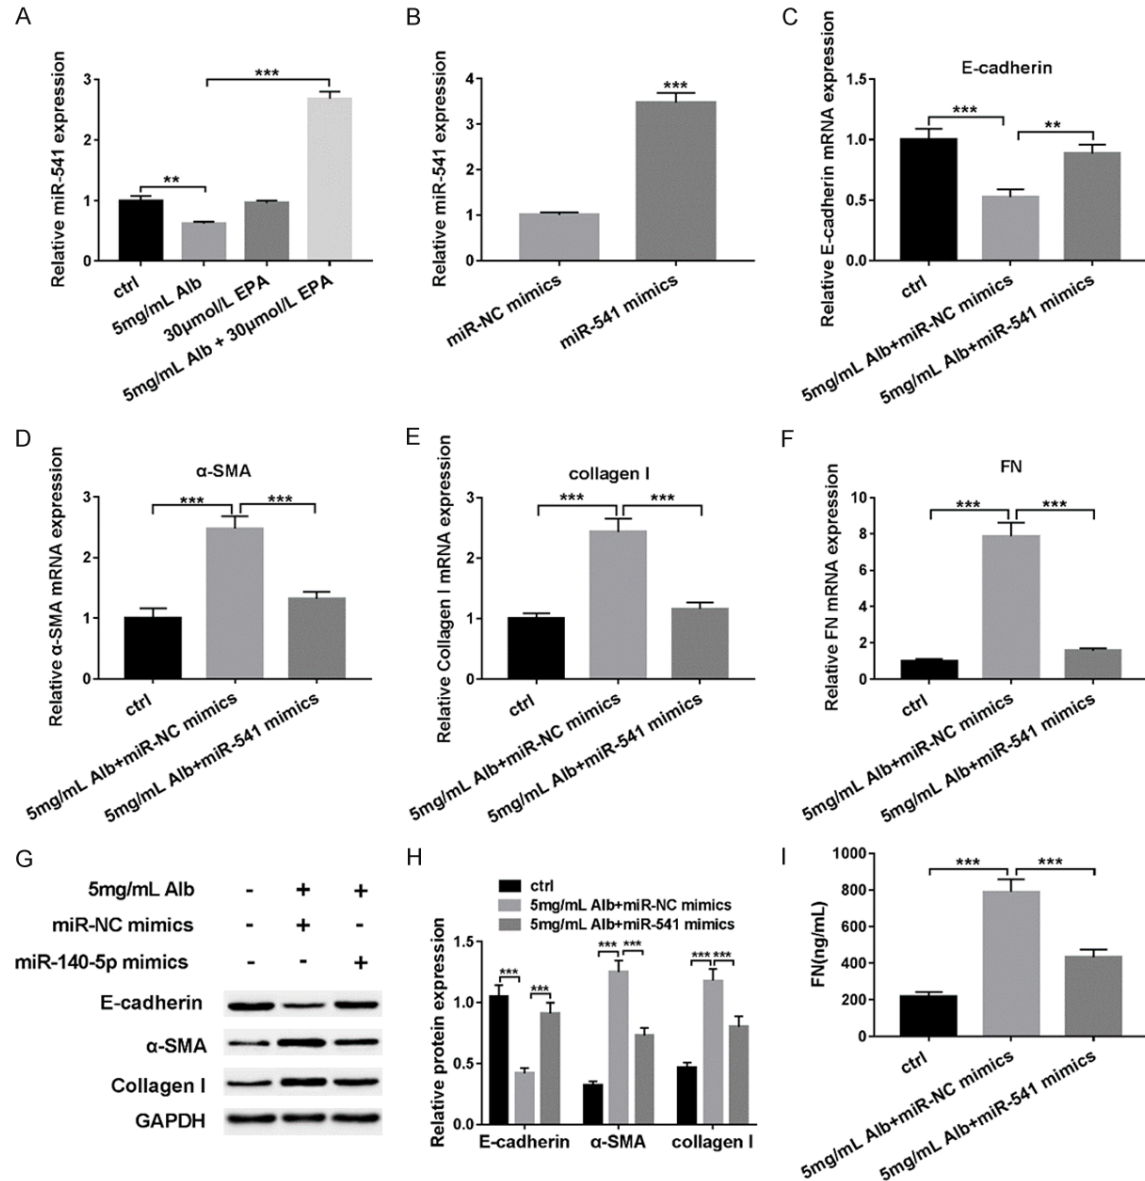 A
Relative miR-541 expression
3
2
1
0
**
***
ctrl
5mg/mL Alb
30µmol/L EPA
5mg/mL Alb + 30µmol/L EPA
B
Relative miR-541 expression
4
3
2
1
0
***
miR-NC mimics
miR-541 mimics
C
E-cadherin
Relative E-cadherin mRNA expression
1.5
1.0
0.5
0.0
***
**
ctrl
5mg/mL Alb+miR-NC mimics
5mg/mL Alb+miR-541 mimics
D
α-SMA
Relative α-SMA mRNA expression
3
2
1
0
***
***
ctrl
5mg/mL Alb+miR-NC mimics
5mg/mL Alb+miR-541 mimics
E
collagen I
Relative Collagen I mRNA expression
3
2
1
0
***
***
ctrl
5mg/mL Alb+miR-NC mimics
5mg/mL Alb+miR-541 mimics
F
FN
Relative FN mRNA expression
10
8
6
4
2
0
***
***
ctrl
5mg/mL Alb+miR-NC mimics
5mg/mL Alb+miR-541 mimics
G
5mg/mL Alb - + +
miR-NC mimics - + -
miR-140-5p mimics - - +
E-cadherin
α-SMA
Collagen I
GAPDH
H
ctrl
5mg/mL Alb+miR-NC mimics
5mg/mL Alb+miR-541 mimics
Relative protein expression
1.5
1.0
0.5
0.0
*** ***
*** ***
*** ***
E-cadherin α-SMA collagen I
I
FN(ng/mL)
1000
800
600
400
200
0
***
***
ctrl
5mg/mL Alb+miR-NC mimics
5mg/mL Alb+miR-541 mimics